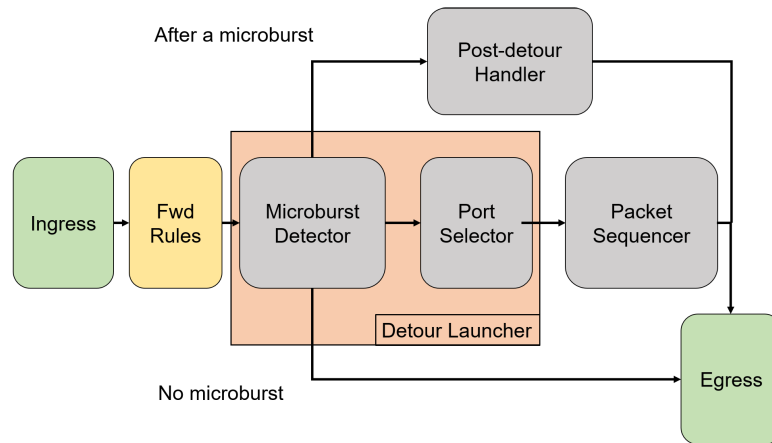 After a microburst
Post-detour
Handler
Ingress
Fwd
Rules
Microburst
Detector
Port
Selector
Packet
Sequencer
Detour Launcher
No microburst
Egress